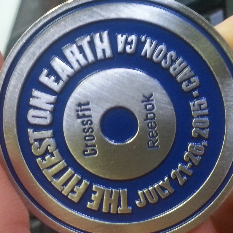 THE FITTEST ON EARTH
CARSON, CA
JULY 21-26, 2015
CrossFit
Reebok